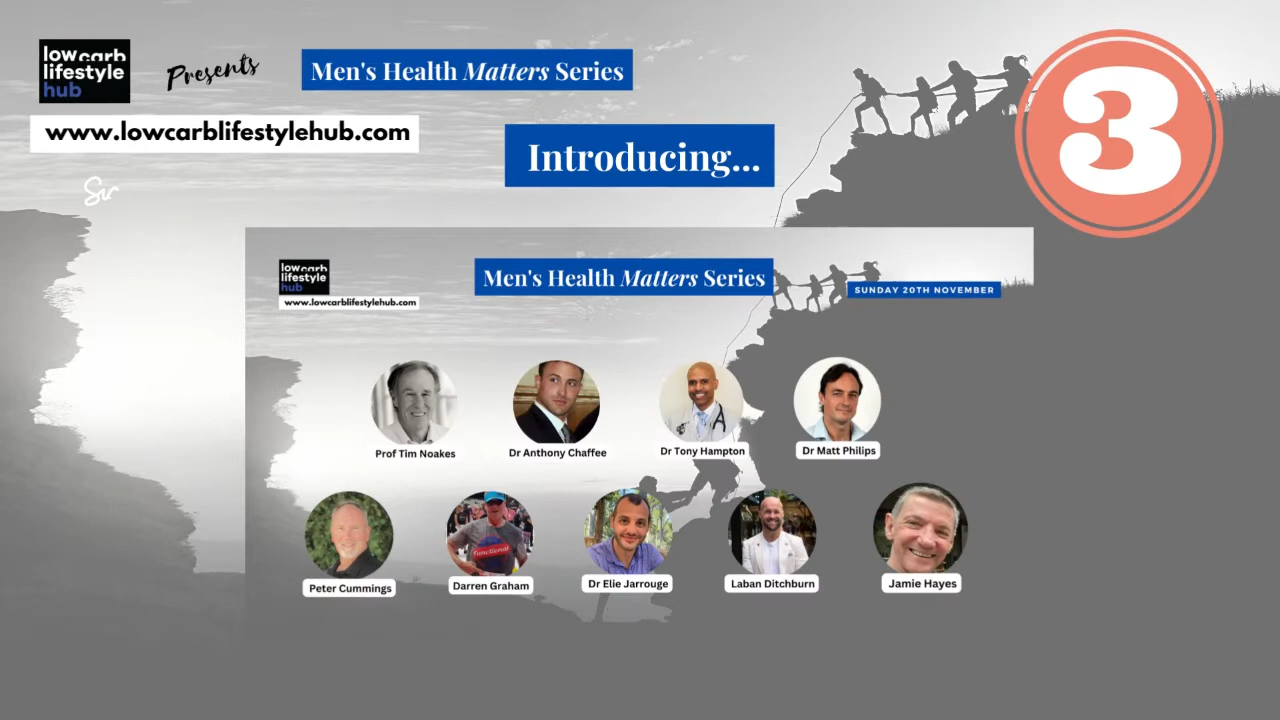 low carb
lifestyle
hub
Presents
Men's Health Matters Series
www.lowcarblifestylehub.com
Introducing...
3
low carb
lifestyle
hub
www.lowcarblifestylehub.com
Men's Health Matters Series
SUNDAY 20TH NOVEMBER
Prof Tim Noakes
Dr Anthony Chaffee
Dr Tony Hampton
Dr Matt Philips
functional
Peter Cummings
Darren Graham
Dr Elie Jarrouge
Laban Ditchburn
Jamie Hayes